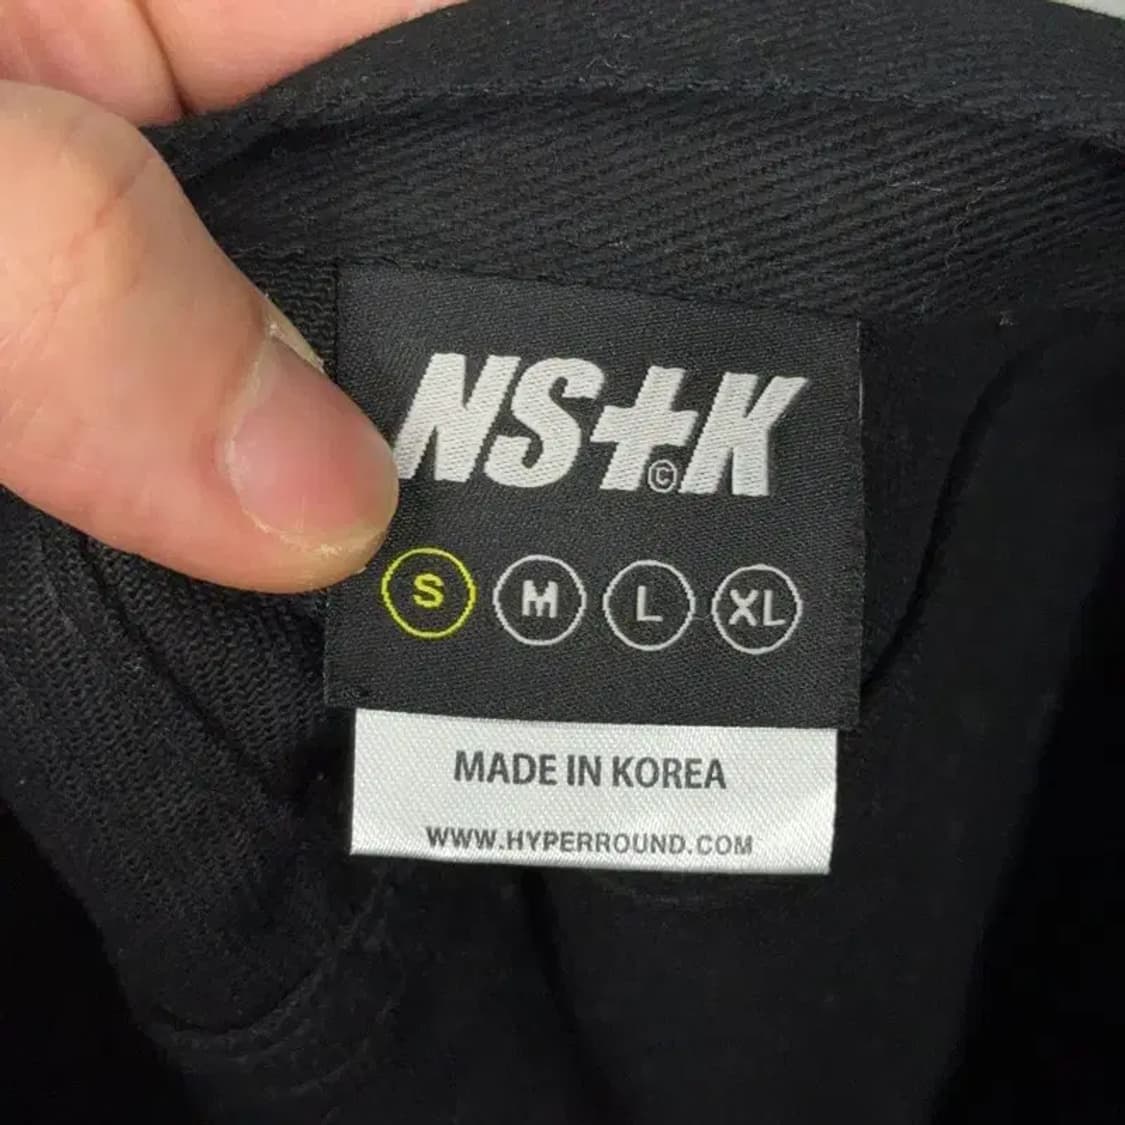 NS†K
©
S M L XL
MADE IN KOREA
WWW.HYPERROUND.COM